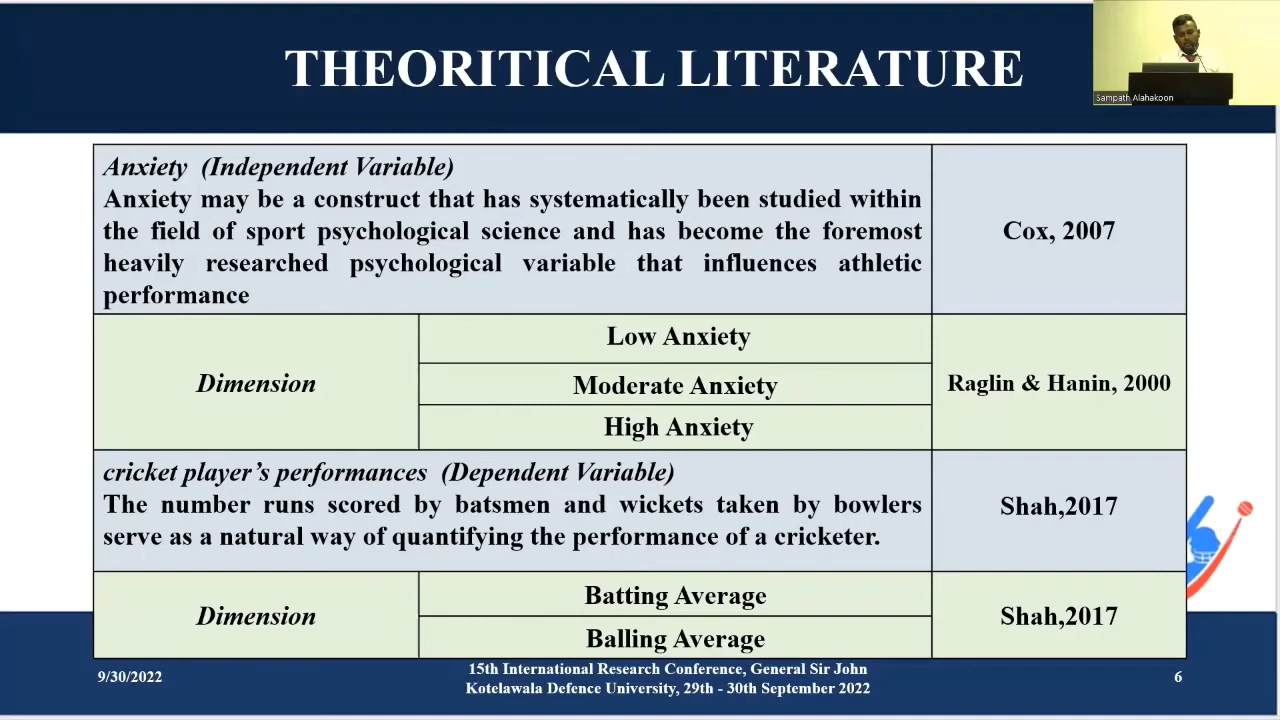 THEORITICAL LITERATURE
Sampath Alahakoon
Anxiety (Independent Variable)
Anxiety may be a construct that has systematically been studied within
the field of sport psychological science and has become the foremost
heavily researched psychological variable that influences athletic
performance
Cox, 2007
Dimension
Low Anxiety
Moderate Anxiety
High Anxiety
Raglin & Hanin, 2000
cricket player’s performances (Dependent Variable)
The number runs scored by batsmen and wickets taken by bowlers
serve as a natural way of quantifying the performance of a cricketer.
Shah,2017
Dimension
Batting Average
Balling Average
Shah,2017
9/30/2022
15th International Research Conference, General Sir John
Kotelawala Defence University, 29th - 30th September 2022
6